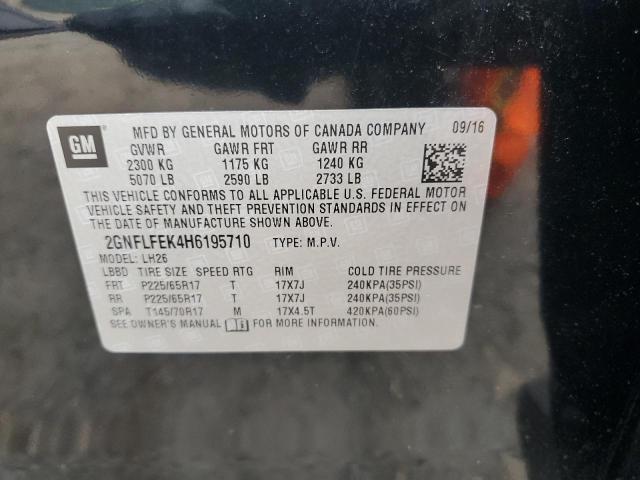 GM
MFD BY GENERAL MOTORS OF CANADA COMPANY 09/16
GVWR GAWR FRT GAWR RR
2300 KG 1175 KG 1240 KG
5070 LB 2590 LB 2733 LB
THIS VEHICLE CONFORMS TO ALL APPLICABLE U.S. FEDERAL MOTOR
VEHICLE SAFETY AND THEFT PREVENTION STANDARDS IN EFFECT ON
THE DATE OF MANUFACTURE SHOWN ABOVE.
2GNFLFEK4H6195710 TYPE: M.P.V.
MODEL: LH26
LBBD TIRE SIZE SPEED RTG RIM COLD TIRE PRESSURE
FRT P225/65R17 T 17X7J 240KPA(35PSI)
RR P225/65R17 T 17X7J 240KPA(35PSI)
SPA T145/70R17 M 17X4.5T 420KPA(60PSI)
SEE OWNER'S MANUAL FOR MORE INFORMATION.